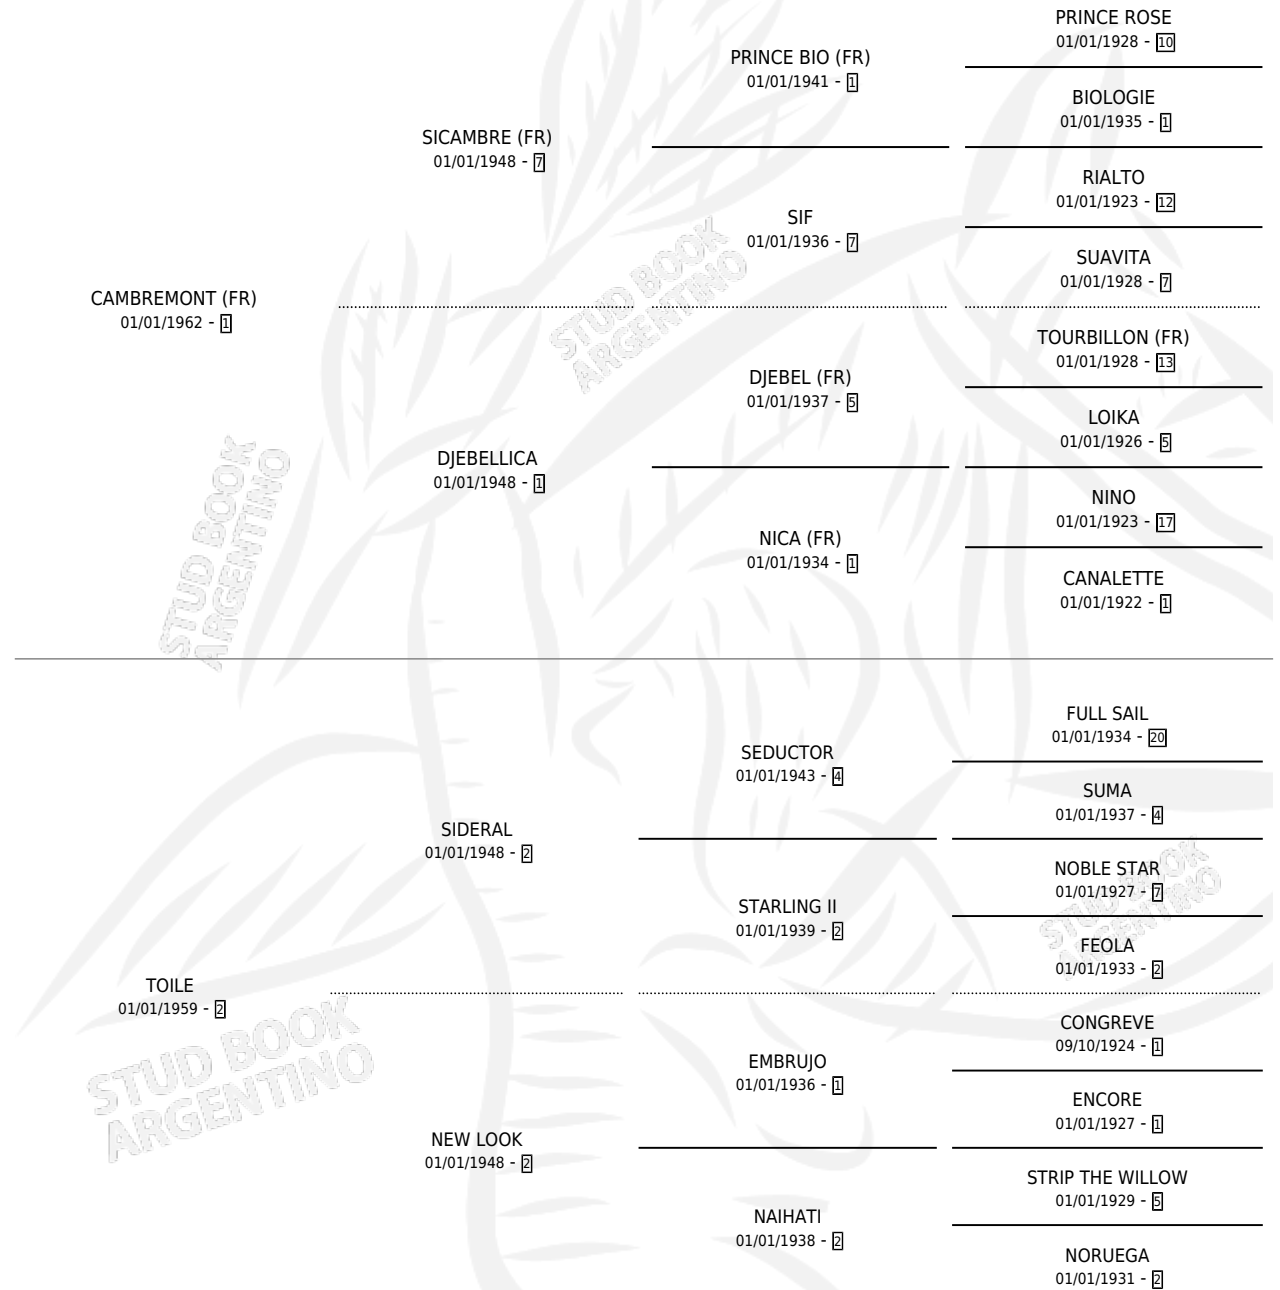 PRINCE ROSE
01/01/1928 - 10
PRINCE BIO (FR)
01/01/1941 - 1
BIOLOGIE
01/01/1935 - 1
SICAMBRE (FR)
01/01/1948 - 7
RIALTO
01/01/1923 - 12
SIF
01/01/1936 - 7
SUAVITA
01/01/1928 - 7
CAMBREMONT (FR)
01/01/1962 - 1
STUD BOOK
ARGENTINO
TOURBILLON (FR)
01/01/1928 - 13
DJEBEL (FR)
01/01/1937 - 5
LOIKA
01/01/1926 - 5
DJEBELLICA
01/01/1948 - 1
NINO
01/01/1923 - 17
NICA (FR)
01/01/1934 - 1
CANALETTE
01/01/1922 - 1
STUD BOOK
ARGENTINO
FULL SAIL
01/01/1934 - 20
SEDUCTOR
01/01/1943 - 4
SUMA
01/01/1937 - 4
SIDERAL
01/01/1948 - 2
NOBLE STAR
01/01/1927 - 7
STARLING II
01/01/1939 - 2
FEOLA
01/01/1933 - 2
STUD BOOK
ARGENTINO
TOILE
01/01/1959 - 2
STUD BOOK
ARGENTINO
CONGREVE
09/10/1924 - 1
EMBRUJO
01/01/1936 - 1
ENCORE
01/01/1927 - 1
NEW LOOK
01/01/1948 - 2
STRIP THE WILLOW
01/01/1929 - 5
NAIHATI
01/01/1938 - 2
NORUEGA
01/01/1931 - 2